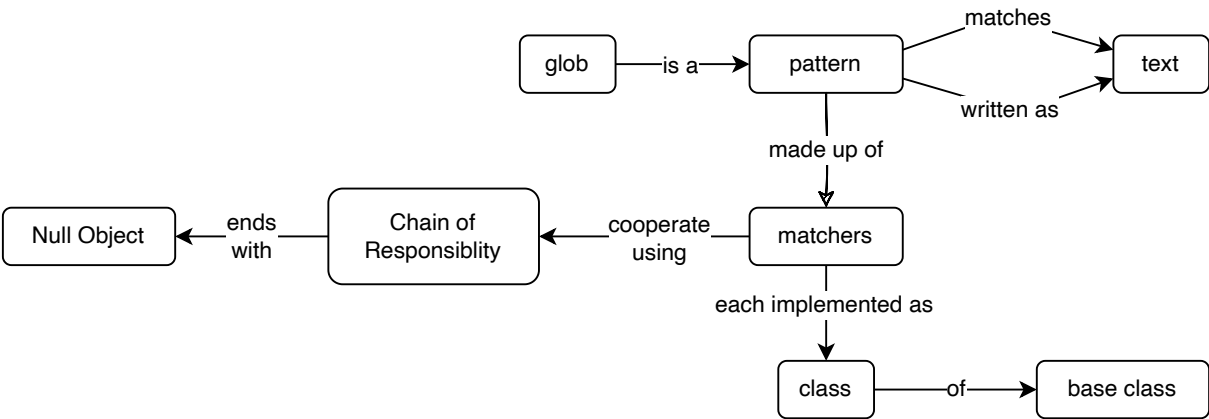 matches
glob
is a
pattern
text
written as
made up of
Null Object
ends
with
Chain of
Responsiblity
cooperate
using
matchers
each implemented as
class
of
base class